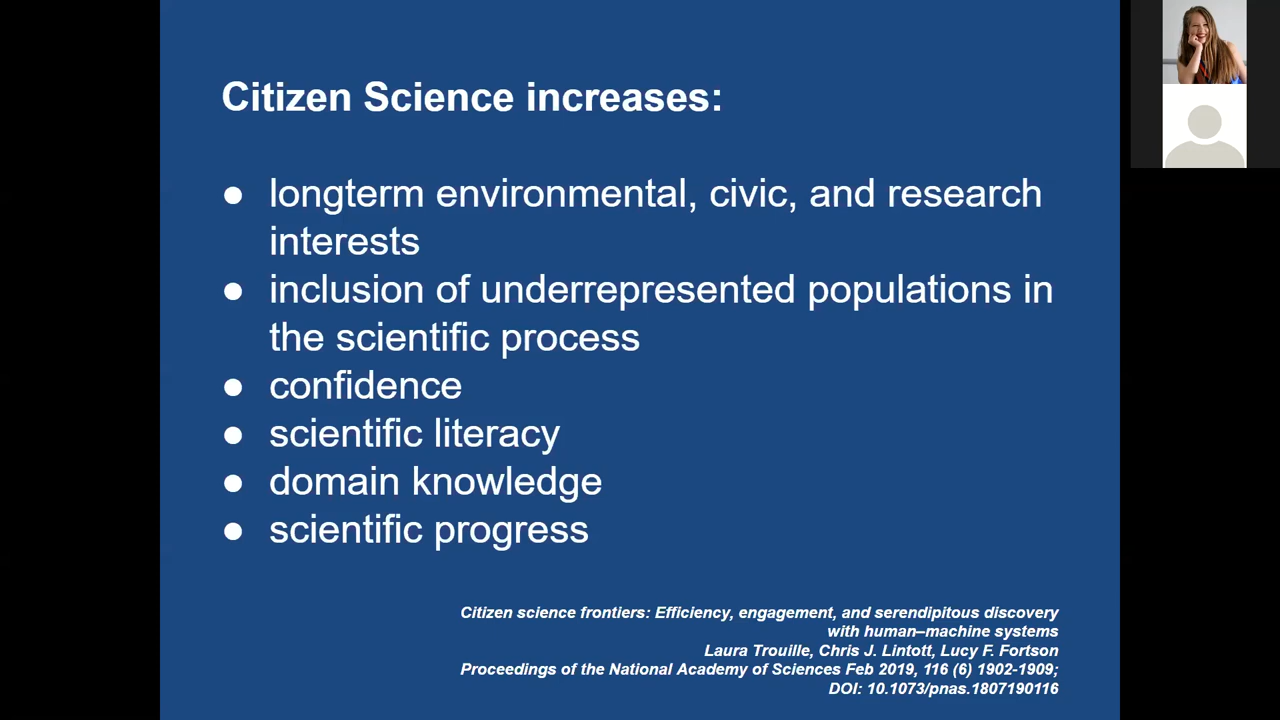 Citizen Science increases:
● longterm environmental, civic, and research
interests
● inclusion of underrepresented populations in
the scientific process
● confidence
● scientific literacy
● domain knowledge
● scientific progress
Citizen science frontiers: Efficiency, engagement, and serendipitous discovery
with human–machine systems
Laura Trouille, Chris J. Lintott, Lucy F. Fortson
Proceedings of the National Academy of Sciences Feb 2019, 116 (6) 1902-1909;
DOI: 10.1073/pnas.1807190116